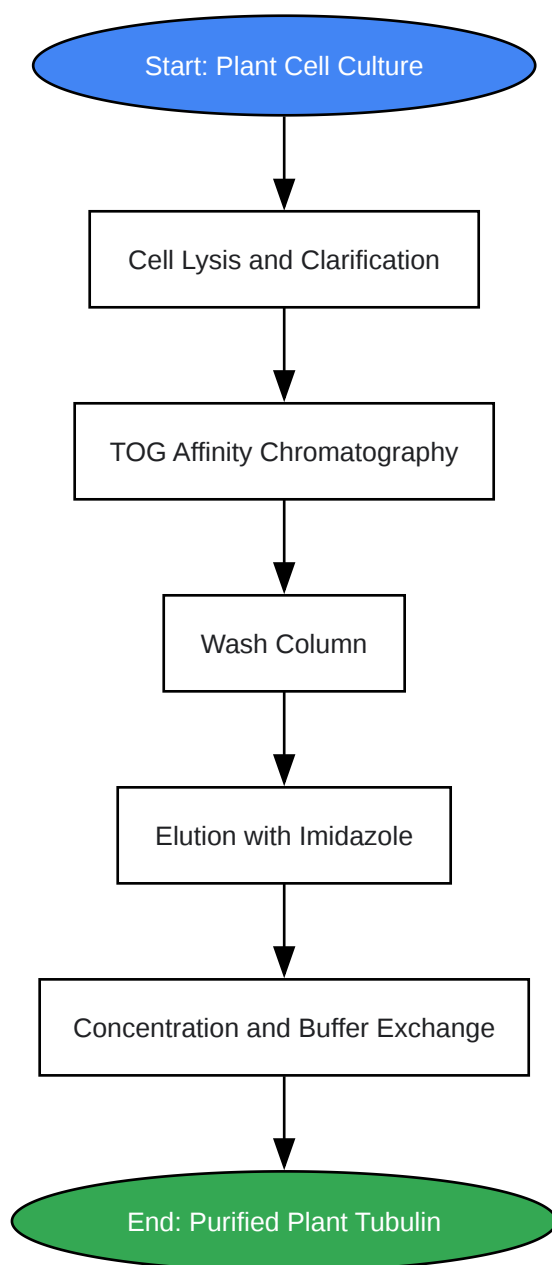 Start: Plant Cell Culture
Cell Lysis and Clarification
TOG Affinity Chromatography
Wash Column
Elution with Imidazole
Concentration and Buffer Exchange
End: Purified Plant Tubulin